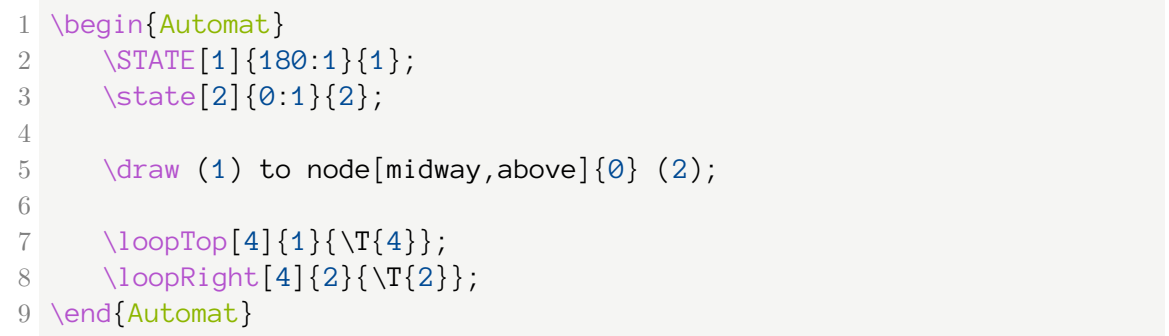 1 \begin{Automat}
2     \STATE[1]{180:1}{1};
3     \state[2]{0:1}{2};
4
5     \draw (1) to node[midway,above]{0} (2);
6
7     \loopTop[4]{1}{\T{4}};
8     \loopRight[4]{2}{\T{2}};
9 \end{Automat}